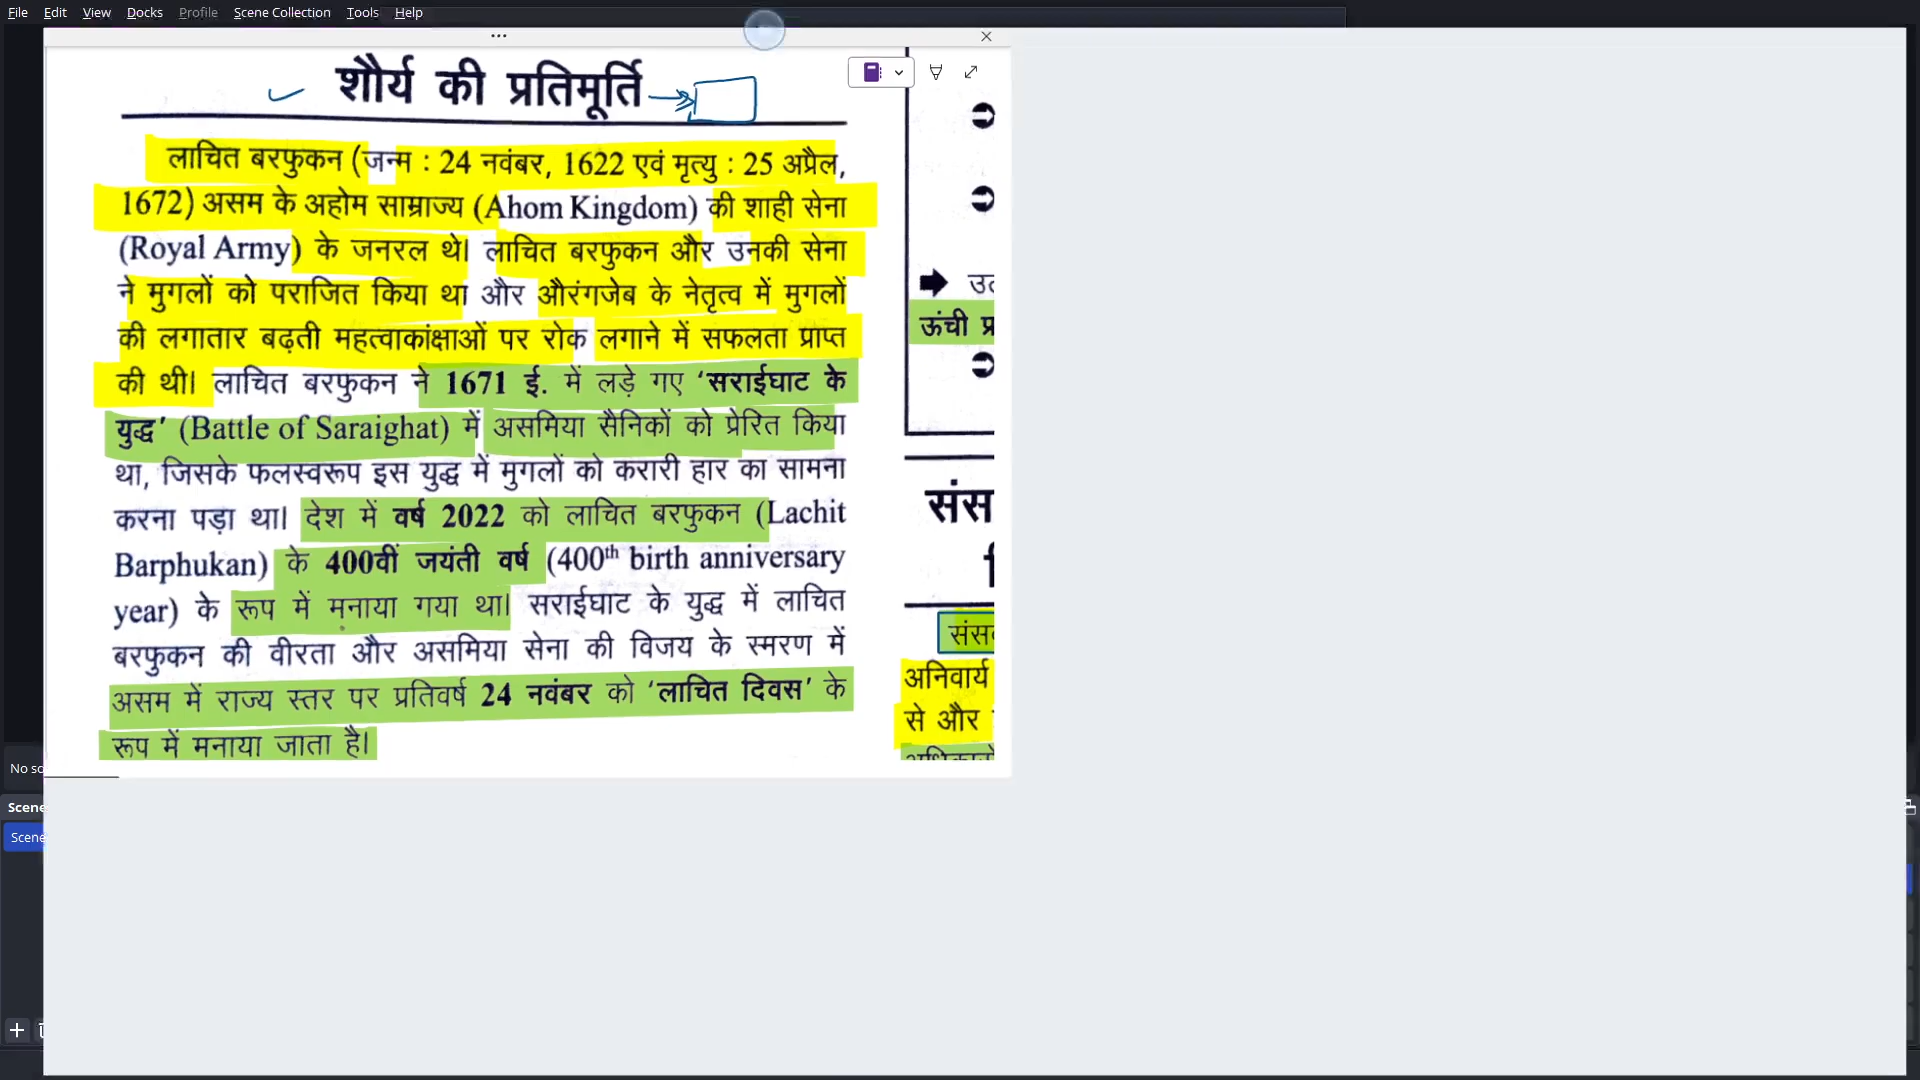 File Edit View Docks Profile Scene Collection Tools Help
शौर्य की प्रतिमूर्ति
लाचित बरफुकन (जन्म : 24 नवंबर, 1622 एवं मृत्यु : 25 अप्रैल,
1672) असम के अहोम साम्राज्य (Ahom Kingdom) की शाही सेना
(Royal Army) के जनरल थे। लाचित बरफुकन और उनकी सेना
ने मुगलों को पराजित किया था और औरंगजेब के नेतृत्व में मुगलों
की लगातार बढ़ती महत्वाकांक्षाओं पर रोक लगाने में सफलता प्राप्त
की थी। लाचित बरफुकन ने 1671 ई. में लड़े गए ‘सराईघाट के
युद्ध’ (Battle of Saraighat) में असमिया सैनिकों को प्रेरित किया
था, जिसके फलस्वरूप इस युद्ध में मुगलों को करारी हार का सामना
करना पड़ा था। देश में वर्ष 2022 को लाचित बरफुकन (Lachit
Barphukan) के 400वीं जयंती वर्ष (400th birth anniversary
year) के रूप में मनाया गया था। सराईघाट के युद्ध में लाचित
बरफुकन की वीरता और असमिया सेना की विजय के स्मरण में
असम में राज्य स्तर पर प्रतिवर्ष 24 नवंबर को ‘लाचित दिवस’ के
रूप में मनाया जाता है।
ऊंची
अनिवार्य
से और
No
Scene
Scene